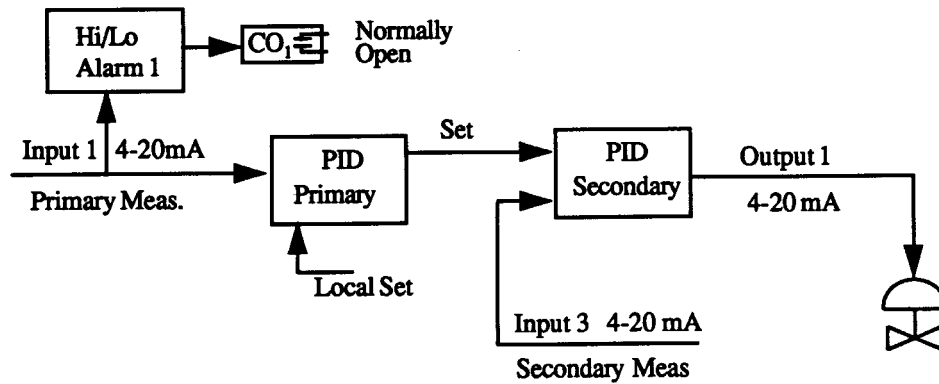 Hi/Lo
Alarm 1
CO1
Normally
Open
Input 1 4-20mA
Primary Meas.
PID
Primary
Local Set
Set
PID
Secondary
Output 1
4-20 mA
Input 3 4-20 mA
Secondary Meas